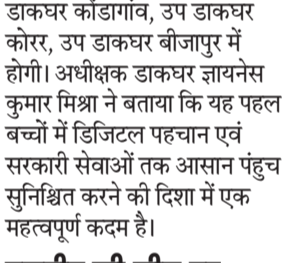 डाकघर कोंडागांव, उप डाकघर
कोरर, उप डाकघर बीजापुर में
होगी। अधीक्षक डाकघर ज्ञायनेस
कुमार मिश्रा ने बताया कि यह पहल
बच्चों में डिजिटल पहचान एवं
सरकारी सेवाओं तक आसान पंहुच
सुनिश्चित करने की दिशा में एक
महत्वपूर्ण कदम है।